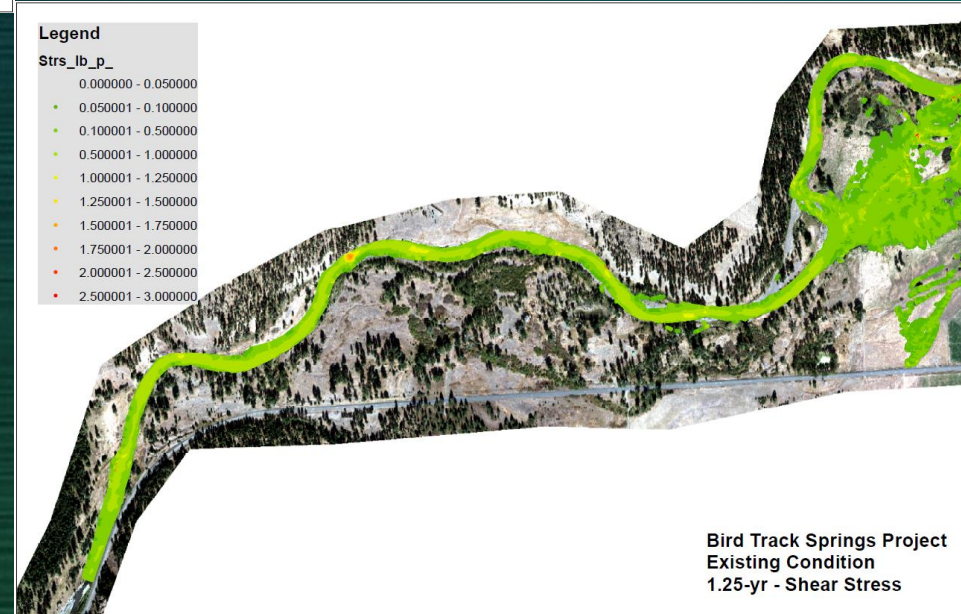 Legend
Strs_lb_p_
0.000000 - 0.050000
0.050001 - 0.100000
0.100001 - 0.500000
0.500001 - 1.000000
1.000001 - 1.250000
1.250001 - 1.500000
1.500001 - 1.750000
1.750001 - 2.000000
2.000001 - 2.500000
2.500001 - 3.000000
Bird Track Springs Project
Existing Condition
1.25-yr - Shear Stress